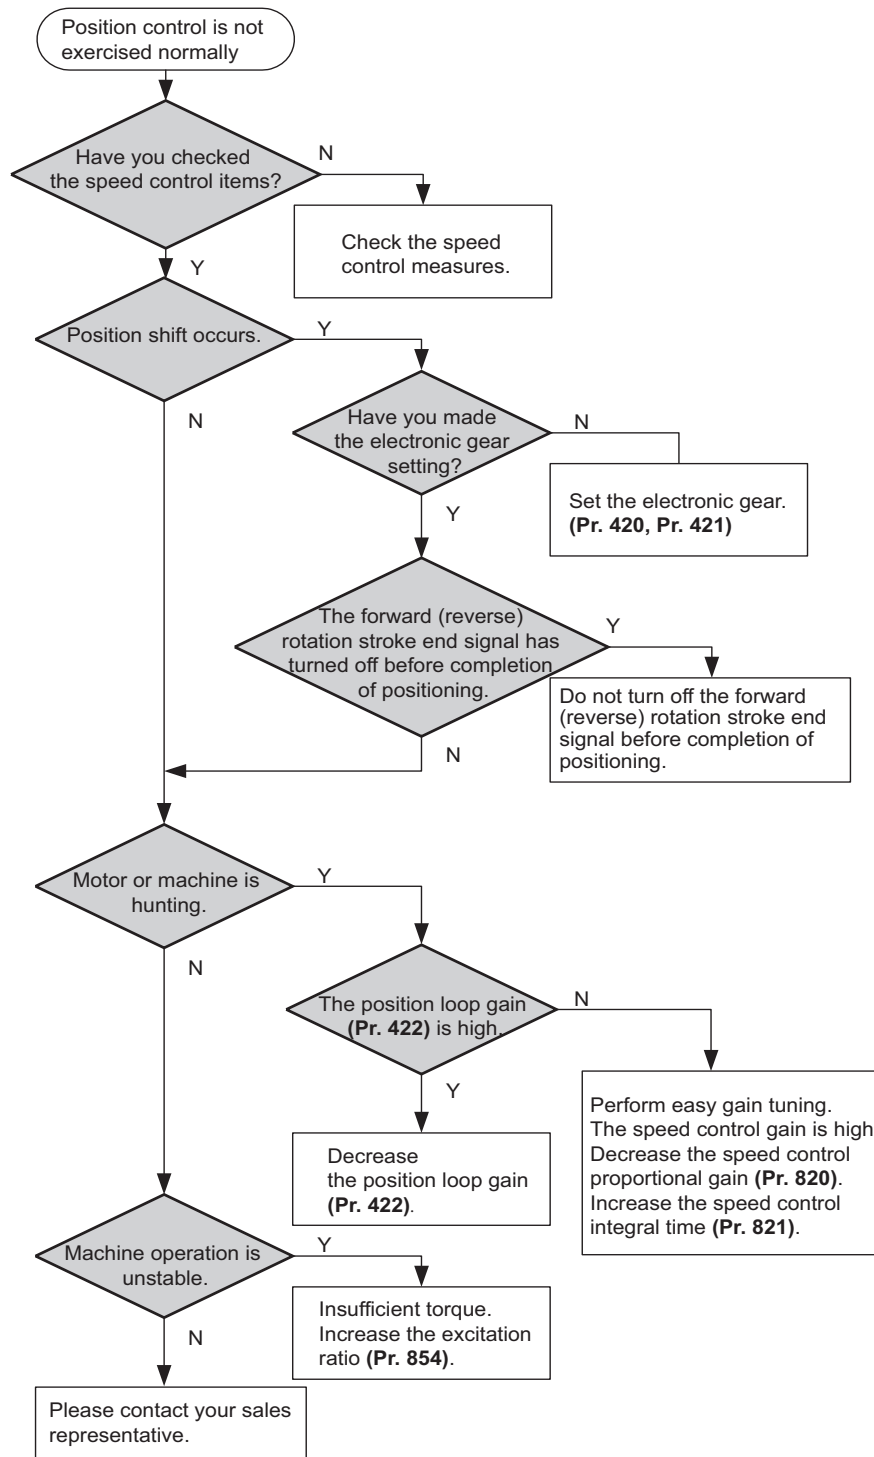 Position control is not
exercised normally
Have you checked
the speed control items?
N
Check the speed
control measures.
Y
Position shift occurs.
Y
N
Have you made
the electronic gear
setting?
N
Set the electronic gear.
(Pr. 420, Pr. 421)
Y
The forward (reverse)
rotation stroke end signal has
turned off before completion
of positioning.
Y
Do not turn off the forward
(reverse) rotation stroke end
signal before completion of
positioning.
N
Motor or machine is
hunting.
Y
N
The position loop gain
(Pr. 422) is high.
N
Y
Perform easy gain tuning.
The speed control gain is high
Decrease the speed control
proportional gain (Pr. 820).
Increase the speed control
integral time (Pr. 821).
Decrease
the position loop gain
(Pr. 422).
Machine operation is
unstable.
Y
Insufficient torque.
Increase the excitation
ratio (Pr. 854).
N
Please contact your sales
representative.